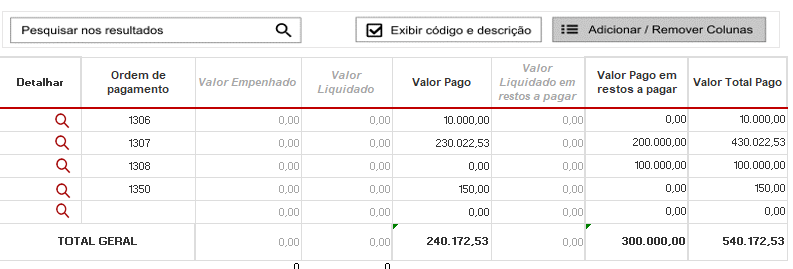 Pesquisar nos resultados Exibir código e descrição Adicionar / Remover Colunas
Detalhar Ordem de pagamento Valor Empenhado Valor Liquidado Valor Pago Valor Liquidado em restos a pagar Valor Pago em restos a pagar Valor Total Pago
1306 0,00 0,00 10.000,00 0,00 0,00 10.000,00
1307 0,00 0,00 230.022,53 0,00 200.000,00 430.022,53
1308 0,00 0,00 0,00 0,00 100.000,00 100.000,00
1350 0,00 0,00 150,00 0,00 0,00 150,00
0,00 0,00 0,00 0,00 0,00 0,00
TOTAL GERAL 0,00 0,00 240.172,53 0,00 300.000,00 540.172,53
0 0